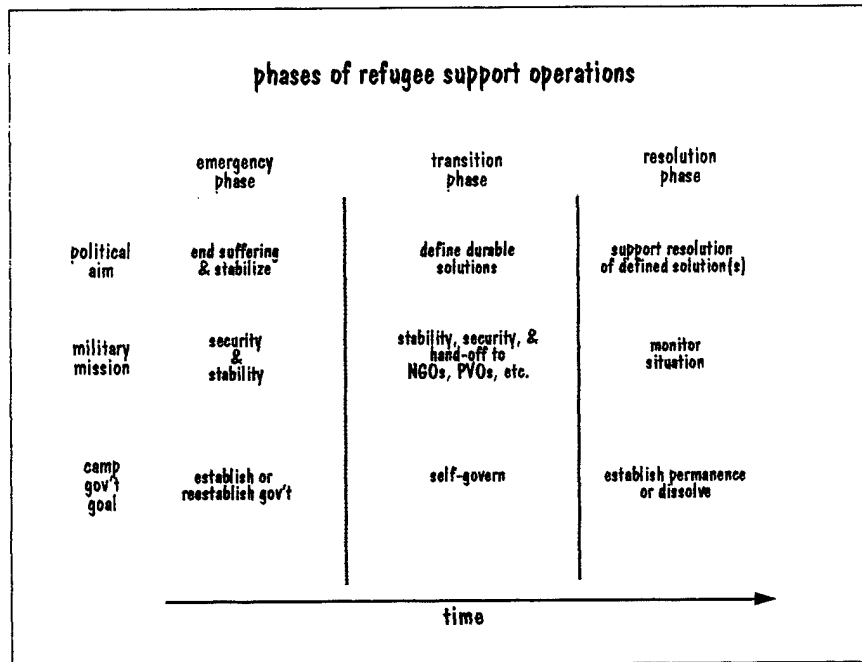 phases of refugee support operations
emergency
phase
transition
phase
resolution
phase
political
aim
end suffering
& stabilize
define durable
solutions
support resolution
of defined solution(s)
military
mission
security
&
stability
stability, security, &
hand-off to
NGOs, PVOs, etc.
monitor
situation
camp
gov't
goal
establish or
reestablish gov't
self-govern
establish permanence
or dissolve
time